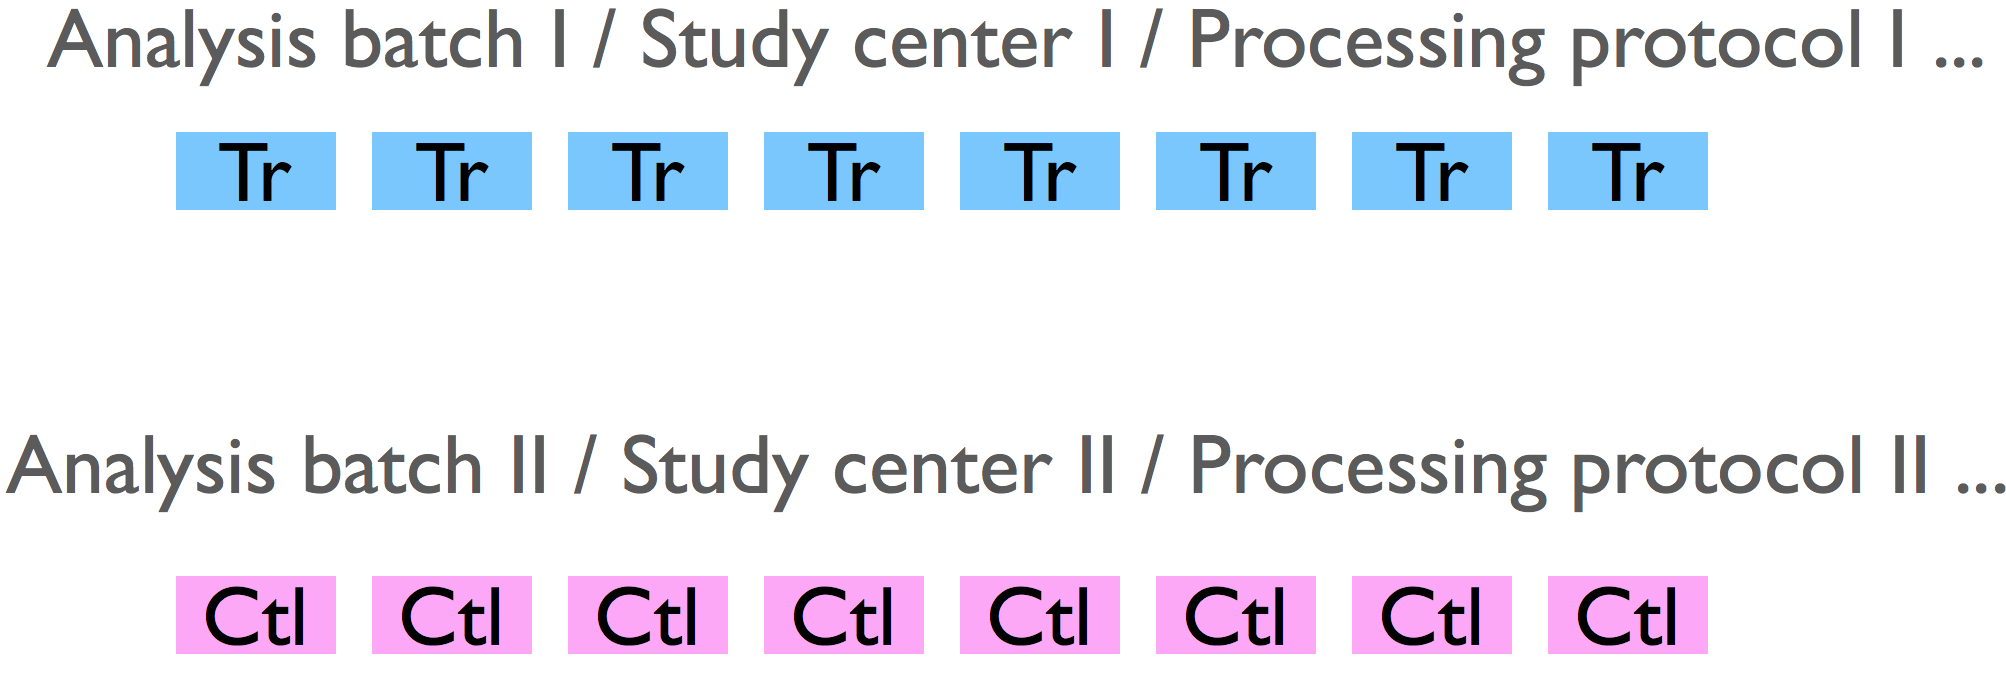 Analysis batch I / Study center I / Processing protocol I ...
Tr Tr Tr Tr Tr Tr Tr Tr
Analysis batch II / Study center II / Processing protocol II ...
Ctl Ctl Ctl Ctl Ctl Ctl Ctl Ctl